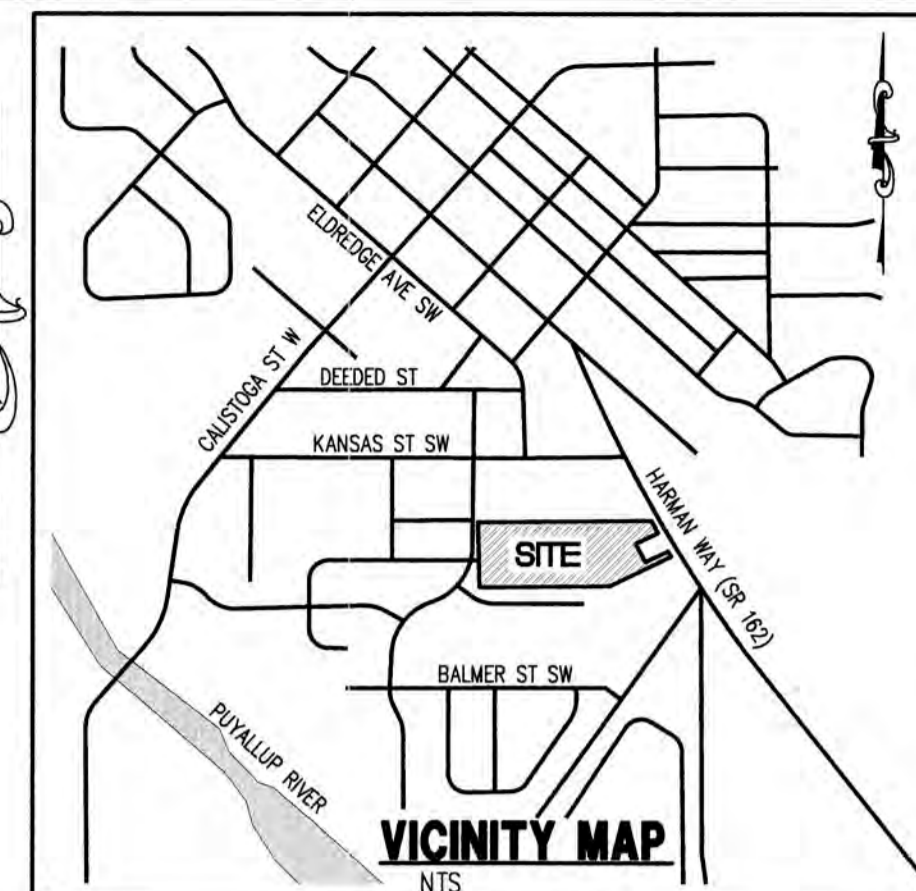 ELDREDGE AVE SW
CALISTOGA ST W
DEEDED ST
KANSAS ST SW
HARMAN WAY (SR 162)
SITE
BALMER ST SW
PUYALLUP RIVER
VICINITY MAP
NTS